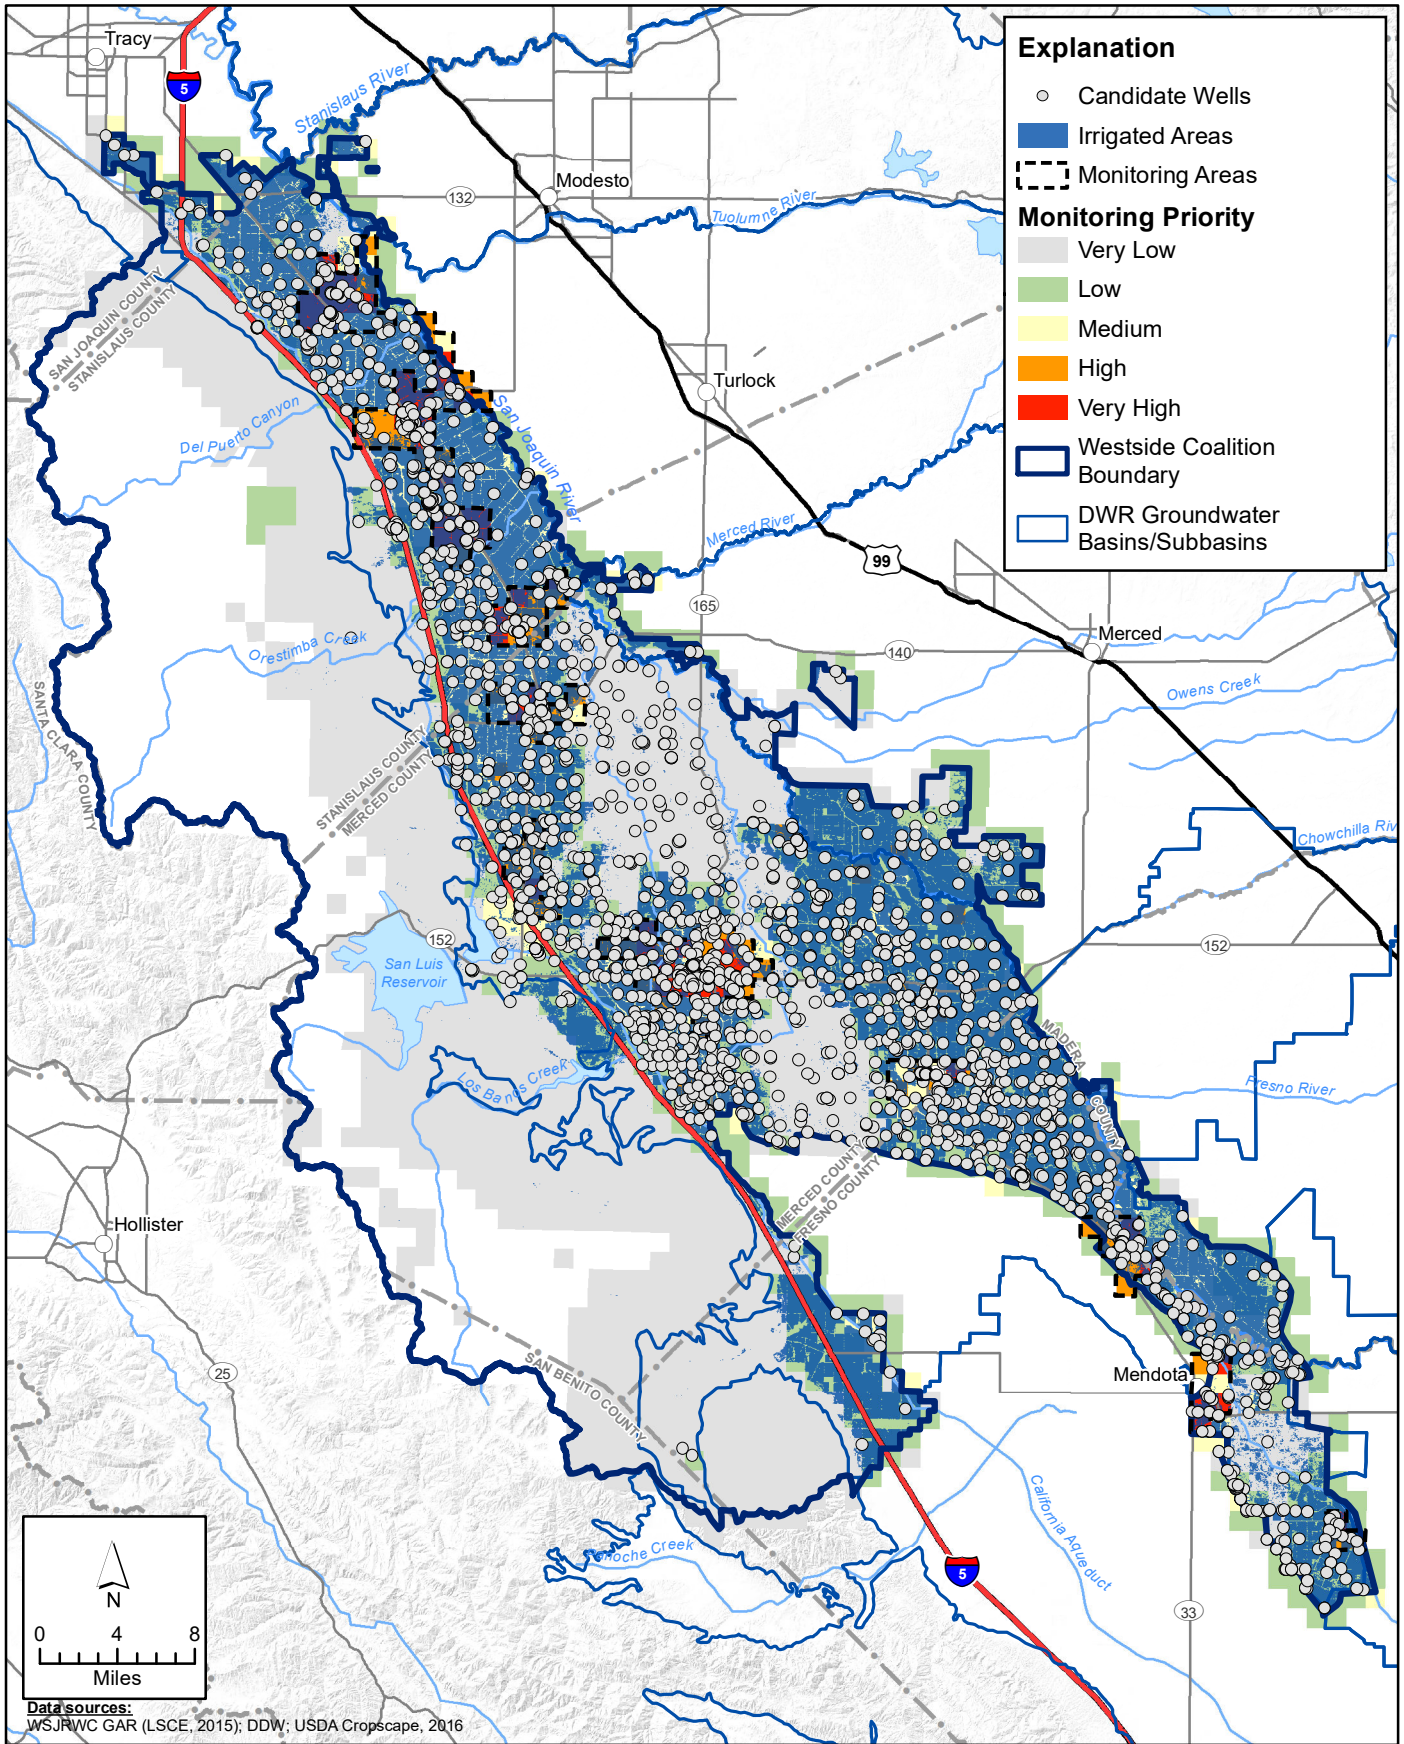 Tracy
5
Stanislaus River
132
Modesto
Tuolumne River
Explanation
Candidate Wells
Irrigated Areas
Monitoring Areas
Monitoring Priority
Very Low
Low
Medium
High
Very High
Westside Coalition
Boundary
DWR Groundwater
Basins/Subbasins
SAN JOAQUIN COUNTY
STANISLAUS COUNTY
Turlock
Del Puerto Canyon
San Joaquin River
Merced River
99
165
Merced
140
Orestimba Creek
Owens Creek
SANTA CLARA COUNTY
STANISLAUS COUNTY
MERCED COUNTY
Chowchilla Riv
152
152
San Luis
Reservoir
MADERA COUNTY
Los Banos Creek
Fresno River
MERCED COUNTY
FRESNO COUNTY
Hollister
25
SAN BENITO COUNTY
Mendota
California Aqueduct
Panoche Creek
5
33
N
0 4 8
Miles
Data sources:
WSJRWC GAR (LSCE, 2015); DDW; USDA Cropscape, 2016